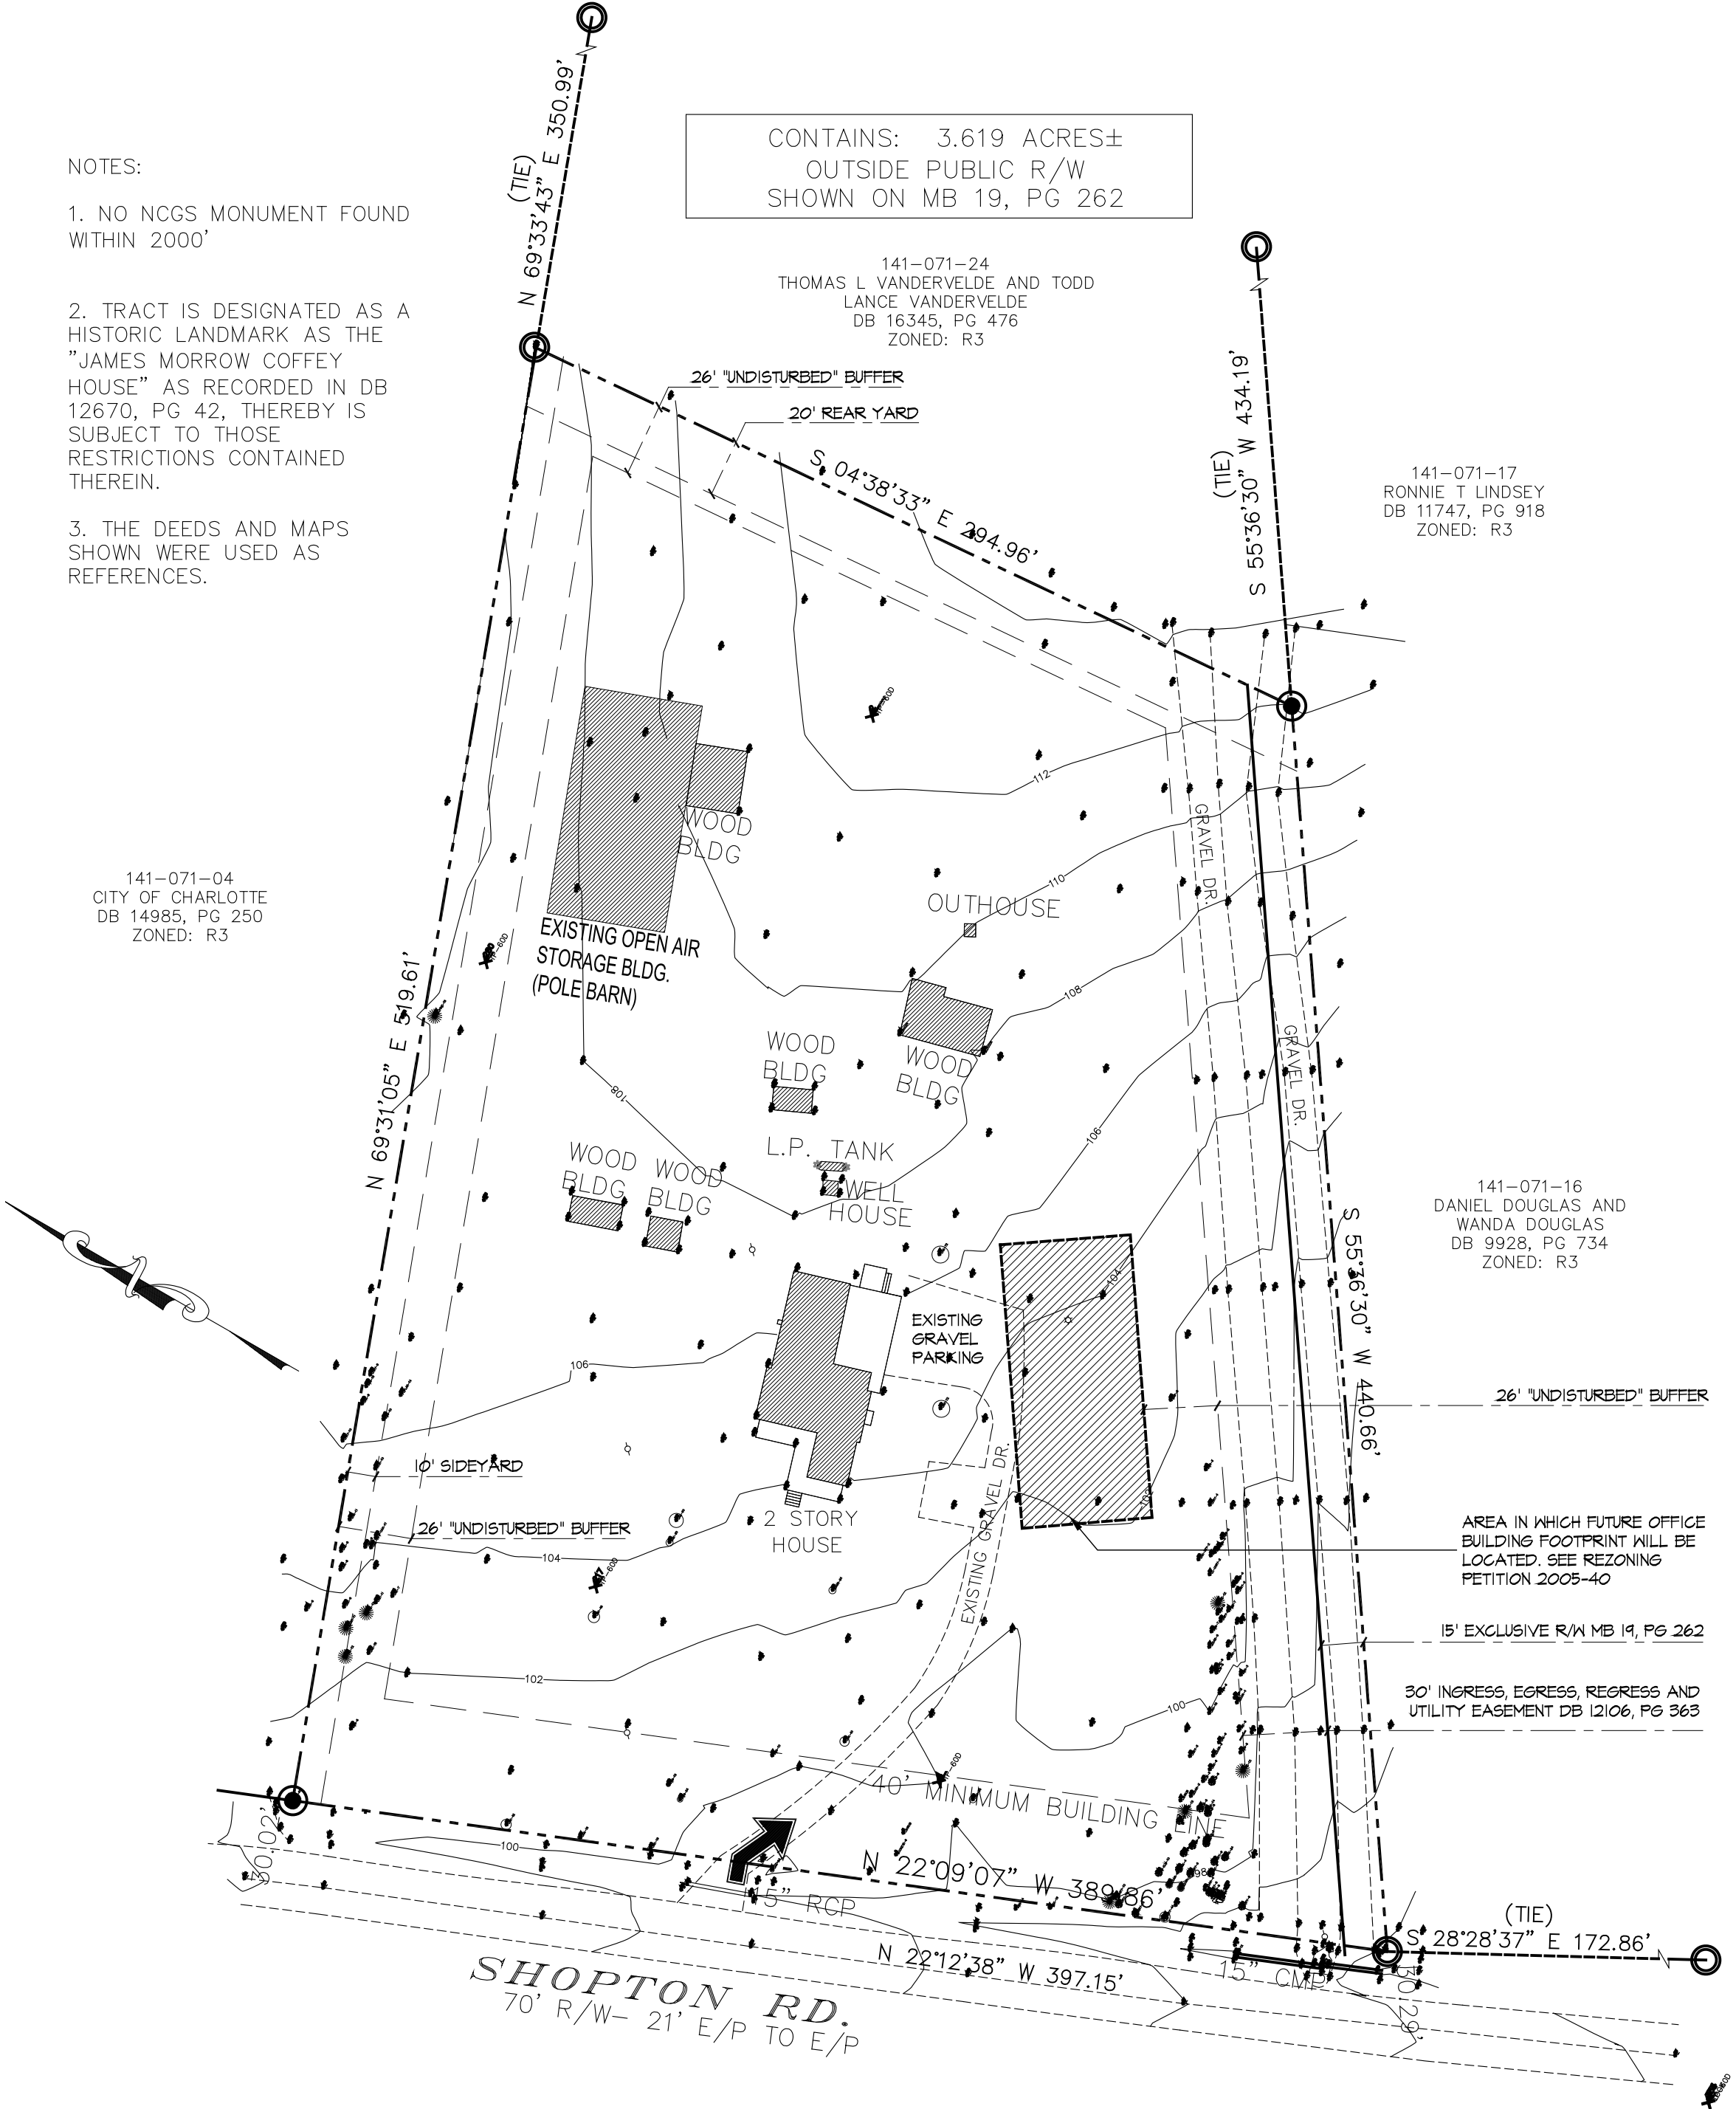 NOTES:
1. NO NCGS MONUMENT FOUND
WITHIN 2000'
2. TRACT IS DESIGNATED AS A
HISTORIC LANDMARK AS THE
"JAMES MORROW COFFEY
HOUSE" AS RECORDED IN DB
12670, PG 42, THEREBY IS
SUBJECT TO THOSE
RESTRICTIONS CONTAINED
THEREIN.
3. THE DEEDS AND MAPS
SHOWN WERE USED AS
REFERENCES.
(TIE)
N 69°33'43" E 350.99'
CONTAINS: 3.619 ACRES±
OUTSIDE PUBLIC R/W
SHOWN ON MB 19, PG 262
141-071-24
THOMAS L VANDERVELDE AND TODD
LANCE VANDERVELDE
DB 16345, PG 476
ZONED: R3
26' "UNDISTURBED" BUFFER
20' REAR YARD
S 04°38'33" E 294.96'
(TIE)
S 55°36'30" W 434.19'
141-071-17
RONNIE T LINDSEY
DB 11747, PG 918
ZONED: R3
112
WOOD
BLDG
GRAVEL DR.
110
OUTHOUSE
141-071-04
CITY OF CHARLOTTE
DB 14985, PG 250
ZONED: R3
EXISTING OPEN AIR
STORAGE BLDG.
(POLE BARN)
N 69°31'05" E 519.61'
108
WOOD
BLDG
WOOD
BLDG
GRAVEL DR.
108
106
L.P. TANK
WELL
HOUSE
WOOD
BLDG
WOOD
BLDG
141-071-16
DANIEL DOUGLAS AND
WANDA DOUGLAS
DB 9928, PG 734
ZONED: R3
S 55°36'30" W 440.66'
104
EXISTING
GRAVEL
PARKING
106
26' "UNDISTURBED" BUFFER
10' SIDEYARD
EXISTING GRAVEL DR.
102
2 STORY
HOUSE
26' "UNDISTURBED" BUFFER
104
AREA IN WHICH FUTURE OFFICE
BUILDING FOOTPRINT WILL BE
LOCATED. SEE REZONING
PETITION 2005-40
15' EXCLUSIVE R/W MB 19, PG 262
102
30' INGRESS, EGRESS, REGRESS AND
UTILITY EASEMENT DB 12106, PG 363
100
40' MINIMUM BUILDING LINE
100
98
30.02'
N 22°09'07" W 389.86'
15" RCP
(TIE)
S 28°28'37" E 172.86'
N 22°12'38" W 397.15'
15" CMP
30.29'
SHOPTON RD.
70' R/W- 21' E/P TO E/P